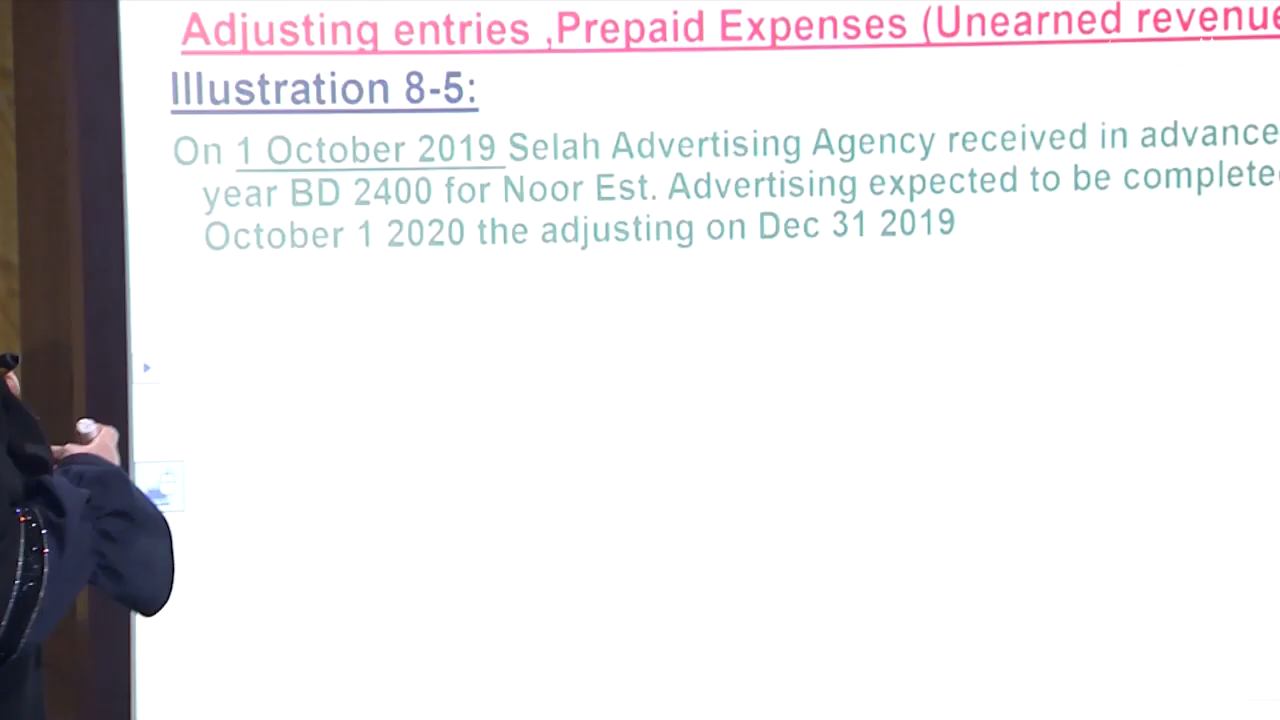 Adjusting entries ,Prepaid Expenses (Unearned revenue
Illustration 8-5:
On 1 October 2019 Selah Advertising Agency received in advance
year BD 2400 for Noor Est. Advertising expected to be complete
October 1 2020 the adjusting on Dec 31 2019